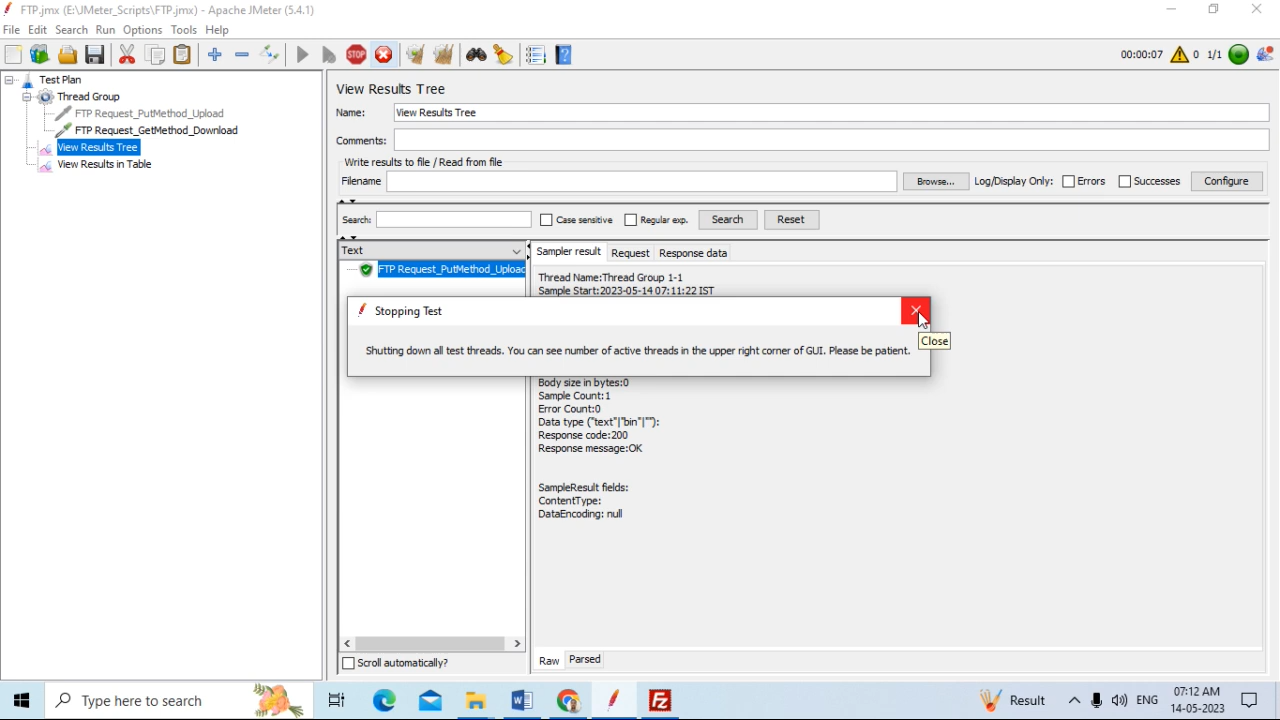 FTP.jmx (E:\JMeter_Scripts\FTP.jmx) - Apache JMeter (5.4.1)
File Edit Search Run Options Tools Help
STOP
00:00:07 0 1/1
Test Plan
Thread Group
FTP Request_PutMethod_Upload
FTP Request_GetMethod_Download
View Results Tree
View Results in Table
View Results Tree
Name: View Results Tree
Comments:
Write results to file / Read from file
Filename Browse... Log/Display Only: Errors Successes Configure
Search: Case sensitive Regular exp. Search Reset
Text
FTP Request_PutMethod_Upload
Sampler result Request Response data
Thread Name:Thread Group 1-1
Sample Start:2023-05-14 07:11:22 IST
Stopping Test
Shutting down all test threads. You can see number of active threads in the upper right corner of GUI. Please be patient.
Close
Body size in bytes:0
Sample Count:1
Error Count:0
Data type ("text"|"bin"|""):
Response code:200
Response message:OK
SampleResult fields:
ContentType:
DataEncoding: null
Scroll automatically?
Raw Parsed
Type here to search
Result
ENG
07:12 AM
14-05-2023